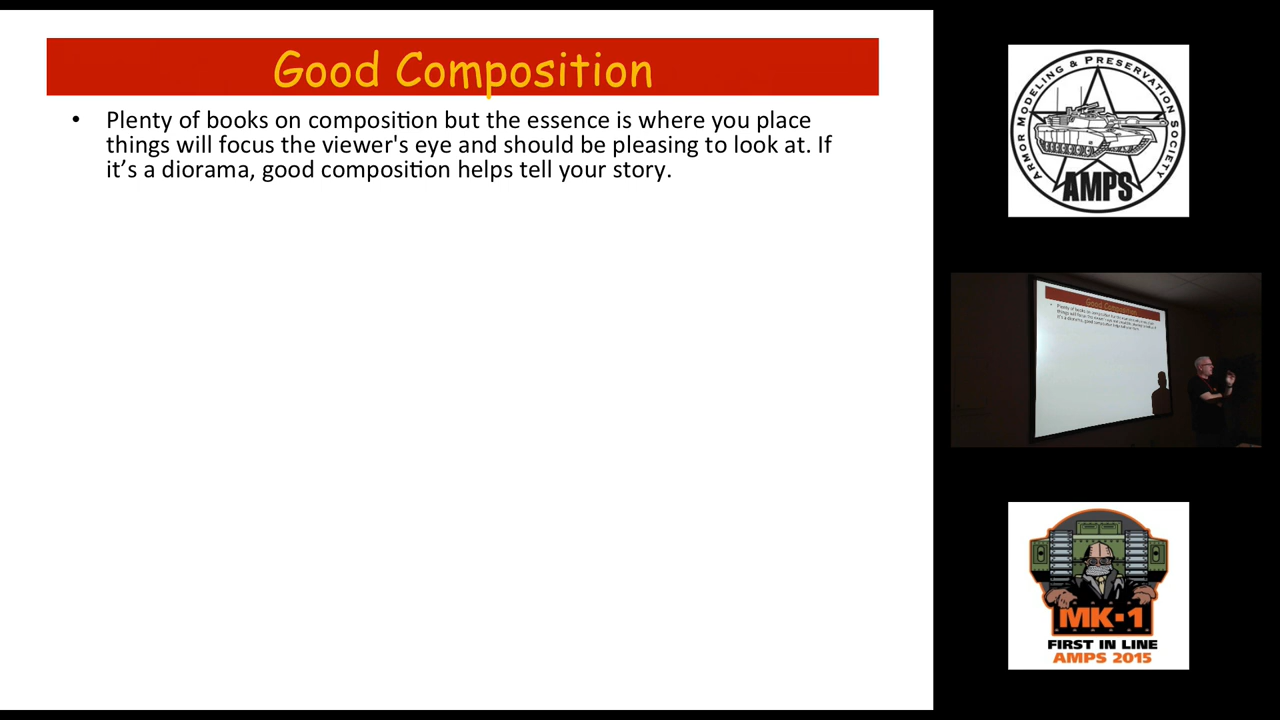 Good Composition
• Plenty of books on composition but the essence is where you place
things will focus the viewer's eye and should be pleasing to look at. If
it’s a diorama, good composition helps tell your story.
ARMOR MODELING & PRESERVATION SOCIETY
AMPS
Good Composition
MK-1
FIRST IN LINE
AMPS 2015